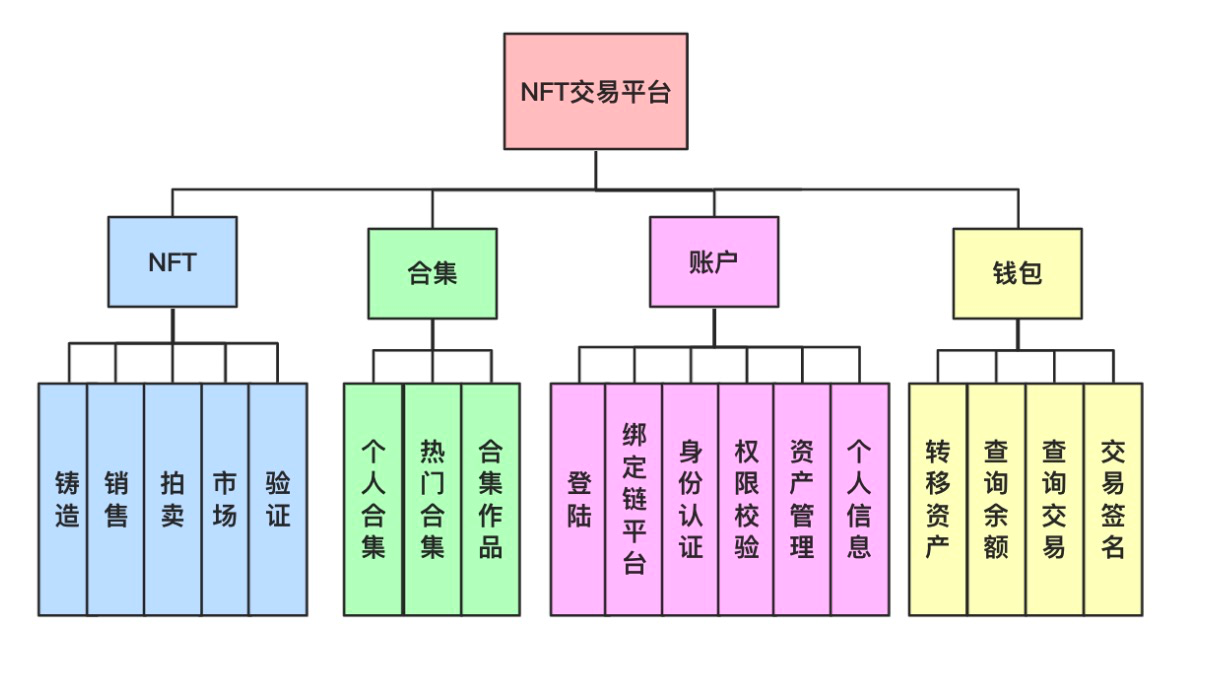 NFT交易平台
NFT
合集
账户
钱包
铸造
销售
拍卖
市场
验证
个人合集
热门合集
合集作品
登陆
绑定链平台
身份认证
权限校验
资产管理
个人信息
转移资产
查询余额
查询交易
交易签名